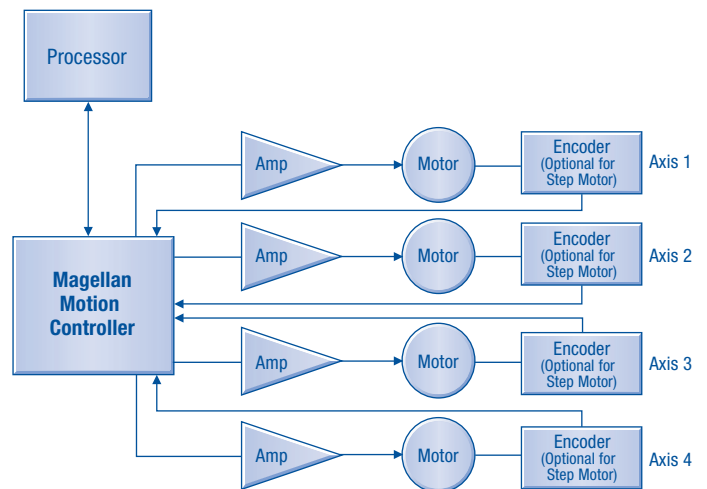 Processor
Amp
Motor
Encoder
(Optional for
Step Motor)
Axis 1
Magellan
Motion
Controller
Amp
Motor
Encoder
(Optional for
Step Motor)
Axis 2
Amp
Motor
Encoder
(Optional for
Step Motor)
Axis 3
Amp
Motor
Encoder
(Optional for
Step Motor)
Axis 4